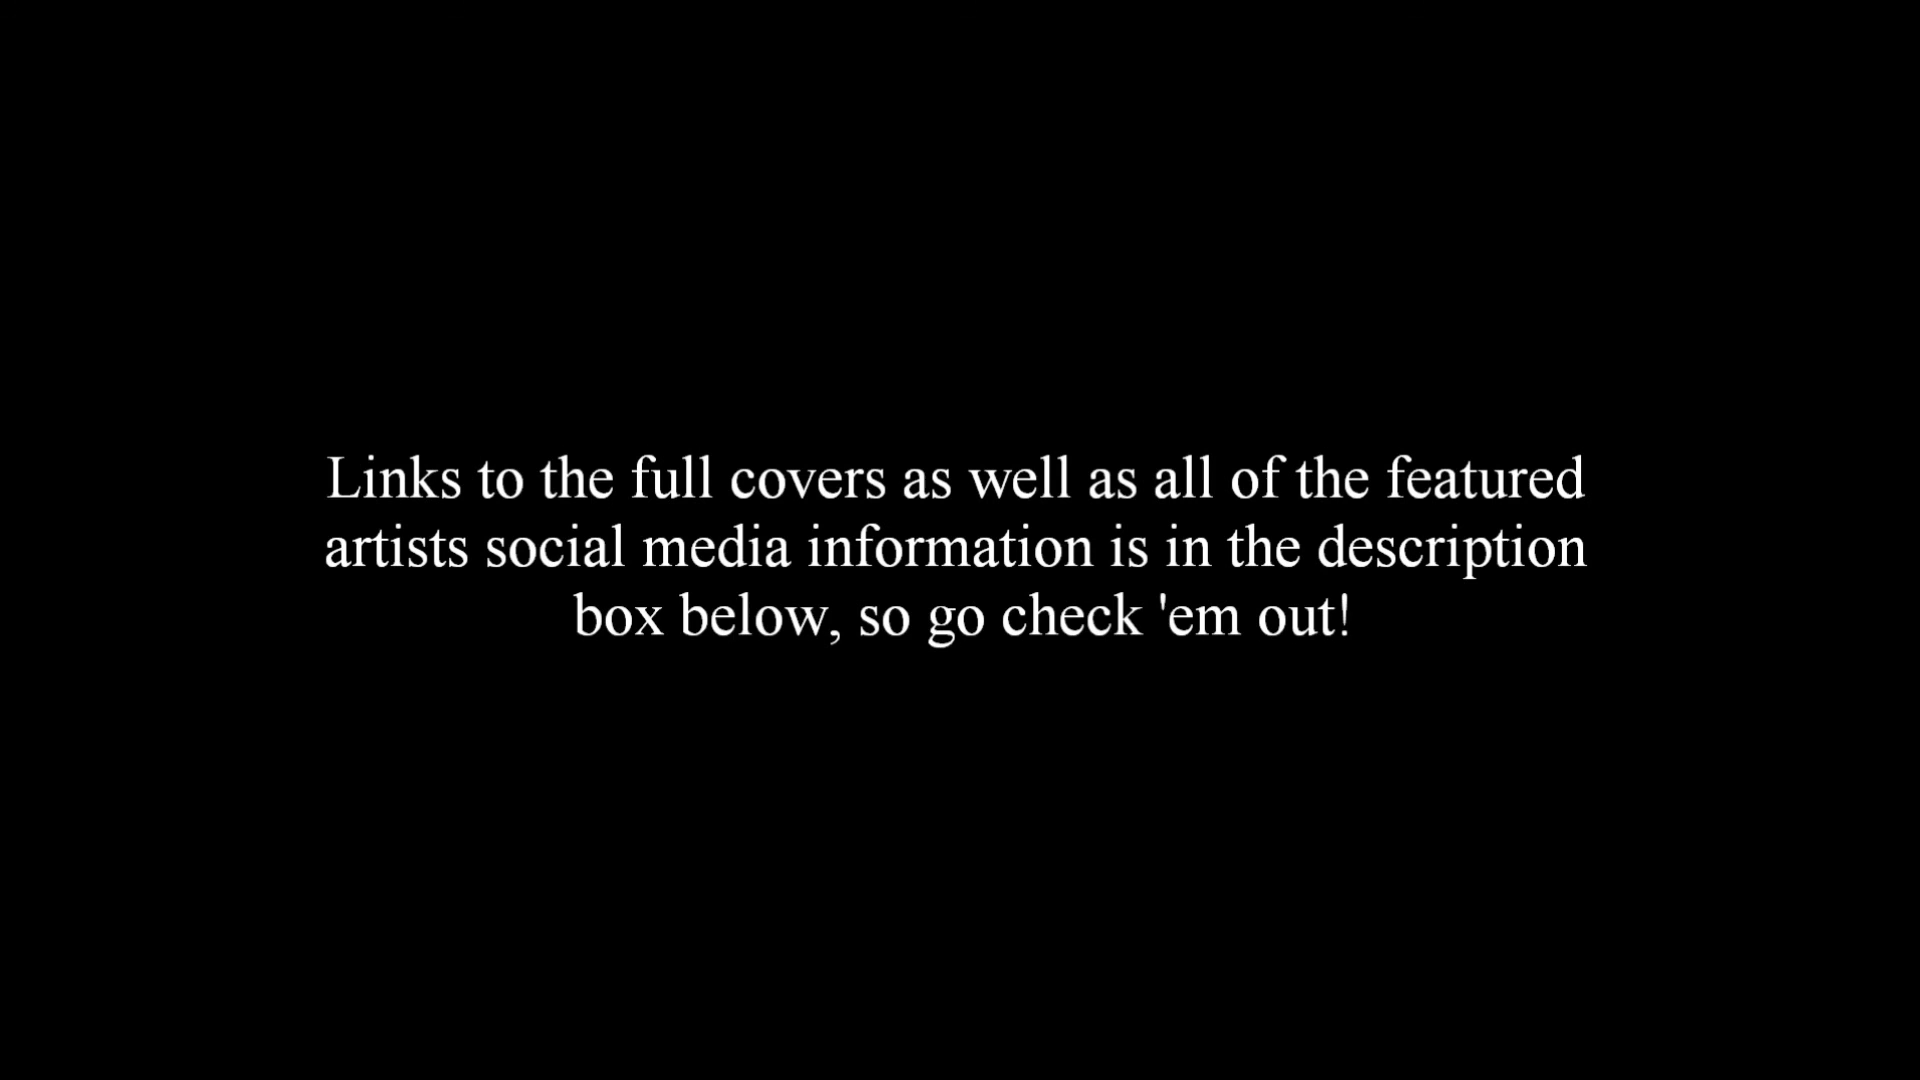 Links to the full covers as well as all of the featured
artists social media information is in the description
box below, so go check 'em out!